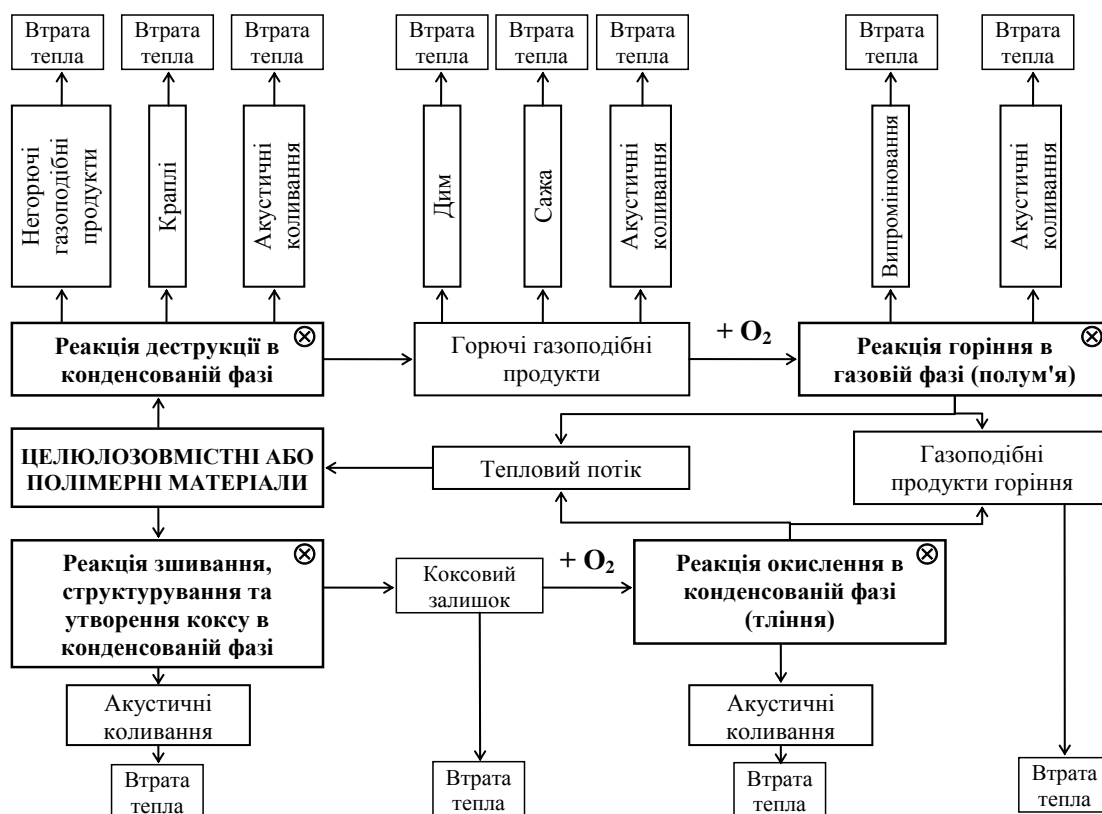 Втрата
тепла
Втрата
тепла
Втрата
тепла
Втрата
тепла
Втрата
тепла
Втрата
тепла
Втрата
тепла
Втрата
тепла
Негорючі
газоподібні
продукти
Краплі
Акустичні
коливання
Дим
Сажа
Акустичні
коливання
Випромінювання
Акустичні
коливання
Реакція деструкції в
конденсованій фазі
Горючі газоподібні
продукти
+ O₂
Реакція горіння в
газовій фазі (полум'я)
ЦЕЛЮЛОЗОВМІСТНІ АБО
ПОЛІМЕРНІ МАТЕРІАЛИ
Тепловий потік
Газоподібні
продукти горіння
Реакція зшивання,
структурування та
утворення коксу в
конденсованій фазі
Коксовий
залишок
+ O₂
Реакція окислення в
конденсованій фазі
(тління)
Акустичні
коливання
Акустичні
коливання
Втрата
тепла
Втрата
тепла
Втрата
тепла
Втрата
тепла